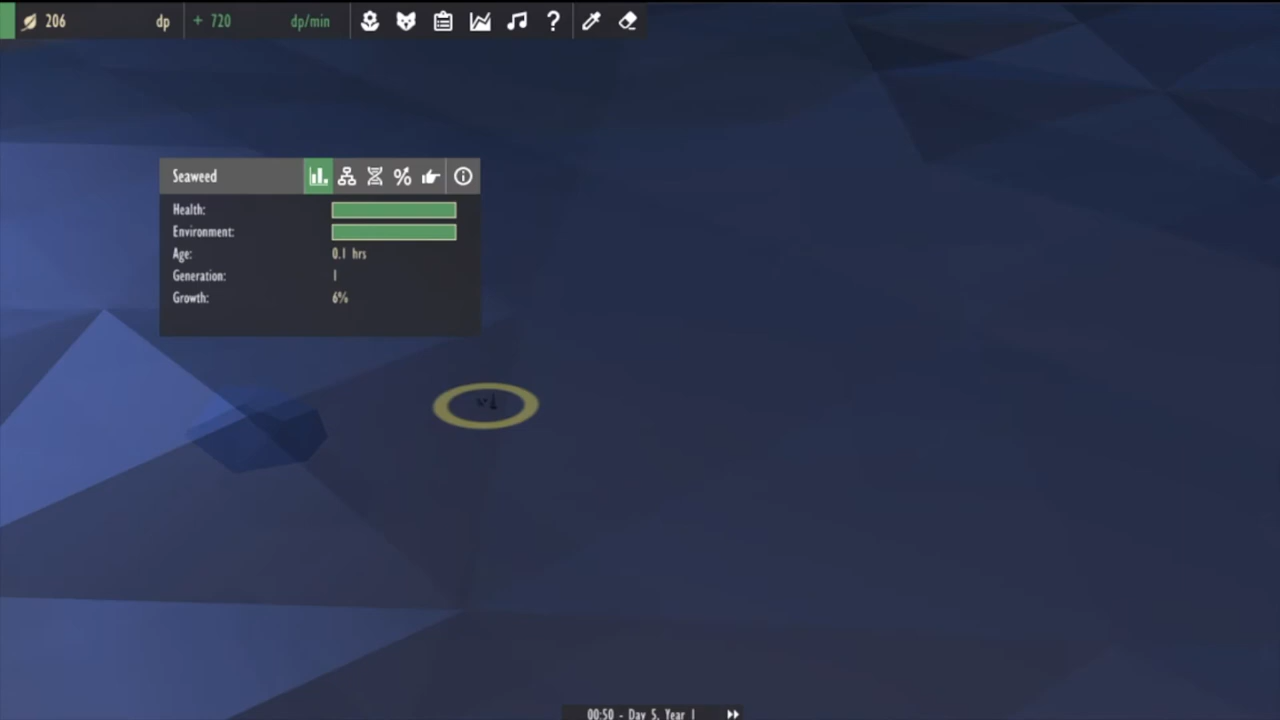 206 dp + 720 dp/min ?
Seaweed %
Health:
Environment:
Age: 0.1 hrs
Generation: 1
Growth: 6%
00:50 - Day 5, Year 1